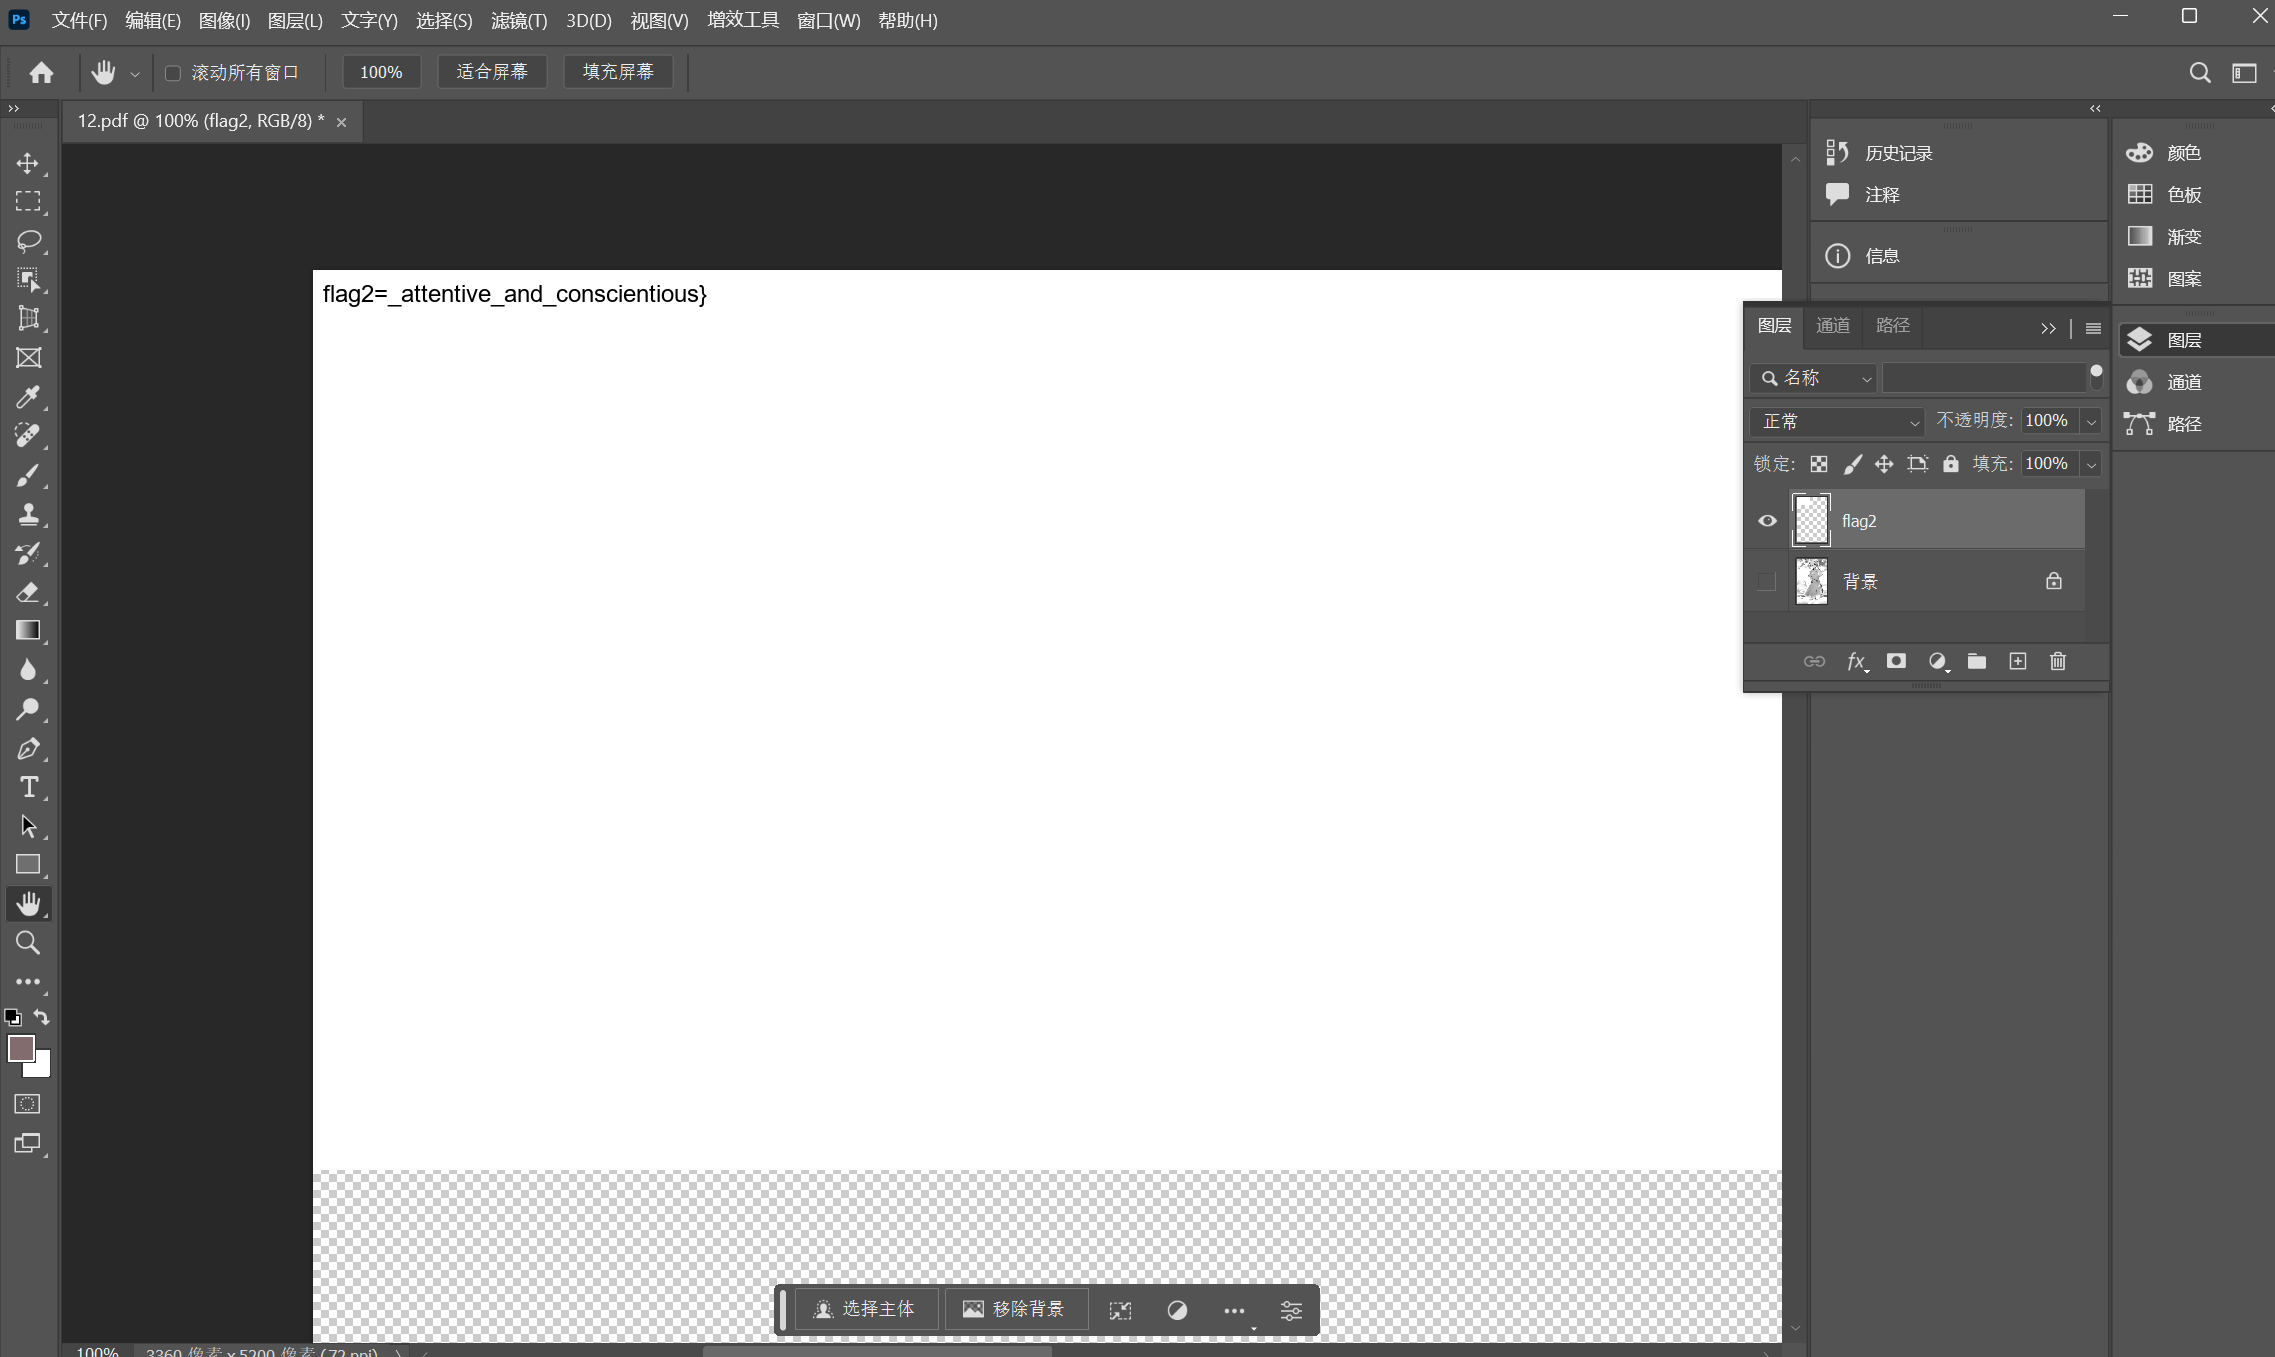 Ps 文件(F) 编辑(E) 图像(I) 图层(L) 文字(Y) 选择(S) 滤镜(T) 3D(D) 视图(V) 增效工具 窗口(W) 帮助(H)
滚动所有窗口 100% 适合屏幕 填充屏幕
12.pdf @ 100% (flag2, RGB/8) *
flag2=_attentive_and_conscientious}
历史记录
注释
信息
颜色
色板
渐变
图案
图层
通道
路径
图层 通道 路径
名称
正常 不透明度: 100%
锁定: 填充: 100%
flag2
背景
fx
选择主体 移除背景
100% 3360 像素 x 5200 像素 (72 ppi)